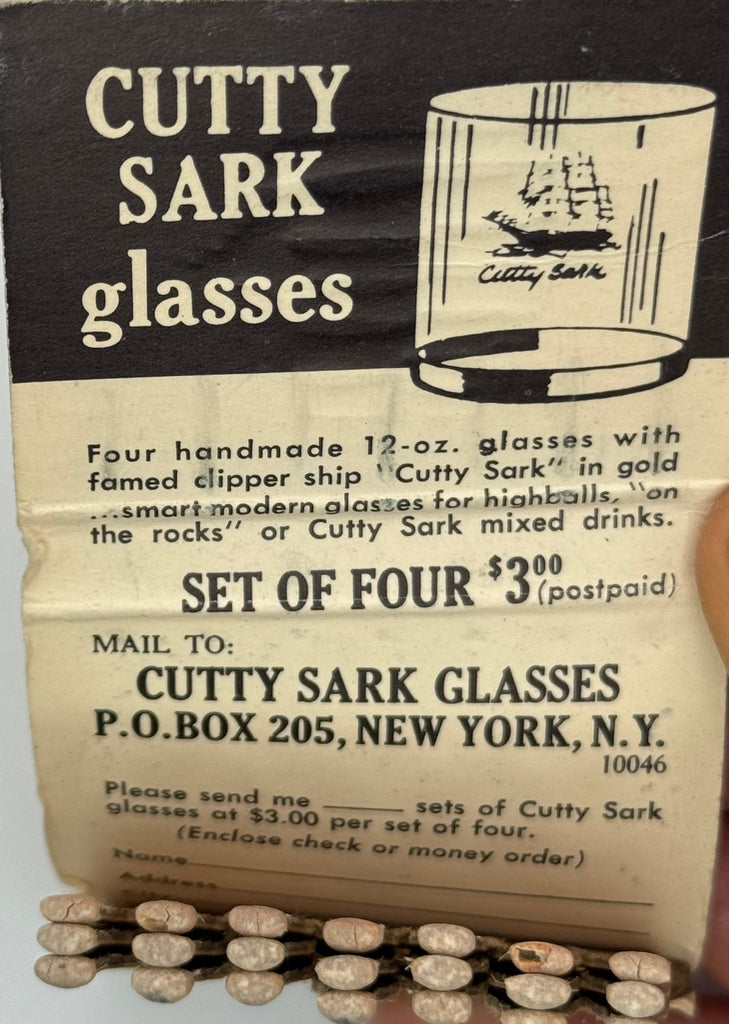 CUTTY
SARK
glasses
Cutty Sark
Four handmade 12-oz. glasses with
famed clipper ship "Cutty Sark" in gold
...smart modern glasses for highballs, "on
the rocks" or Cutty Sark mixed drinks.
SET OF FOUR $3.00 (postpaid)
MAIL TO:
CUTTY SARK GLASSES
P.O.BOX 205, NEW YORK, N.Y.
10046
Please send me ______ sets of Cutty Sark
glasses at $3.00 per set of four.
(Enclose check or money order)
Name
Address